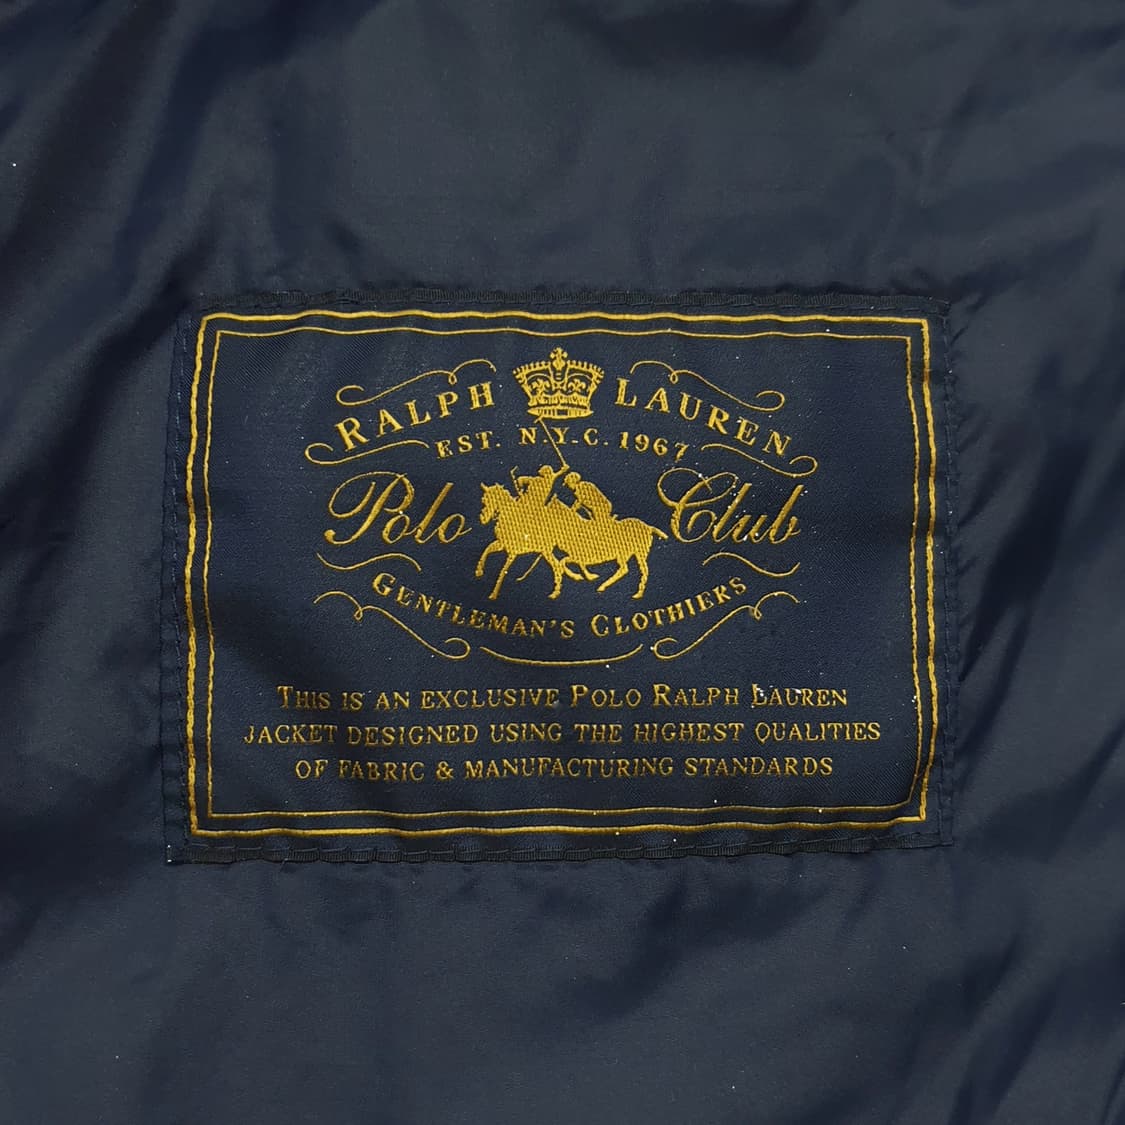 RALPH LAUREN
EST. N.Y.C. 1967
Polo Club
GENTLEMAN'S CLOTHIERS
THIS IS AN EXCLUSIVE POLO RALPH LAUREN
JACKET DESIGNED USING THE HIGHEST QUALITIES
OF FABRIC & MANUFACTURING STANDARDS